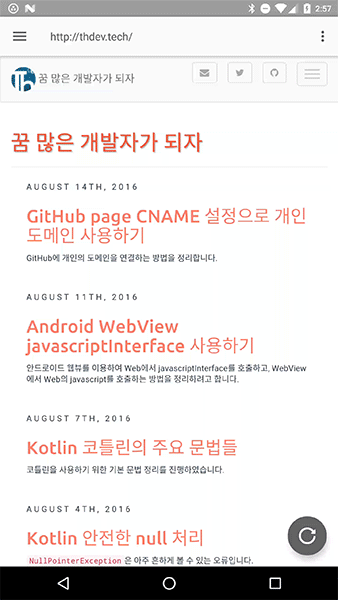 2:57
http://thdev.tech/
꿈 많은 개발자가 되자
꿈 많은 개발자가 되자
AUGUST 14TH, 2016
GitHub page CNAME 설정으로 개인
도메인 사용하기
GitHub에 개인의 도메인을 연결하는 방법을 정리합니다.
AUGUST 11TH, 2016
Android WebView
javascriptInterface 사용하기
안드로이드 웹뷰를 이용하여 Web에서 javascriptInterface를 호출하고, WebView
에서 Web의 javascript를 호출하는 방법을 정리하려고 합니다.
AUGUST 7TH, 2016
Kotlin 코틀린의 주요 문법들
코틀린을 사용하기 위한 기본 문법 정리를 진행하였습니다.
AUGUST 4TH, 2016
Kotlin 안전한 null 처리
NullPointerException 은 아주 흔하게 볼 수 있는 오류입니다.